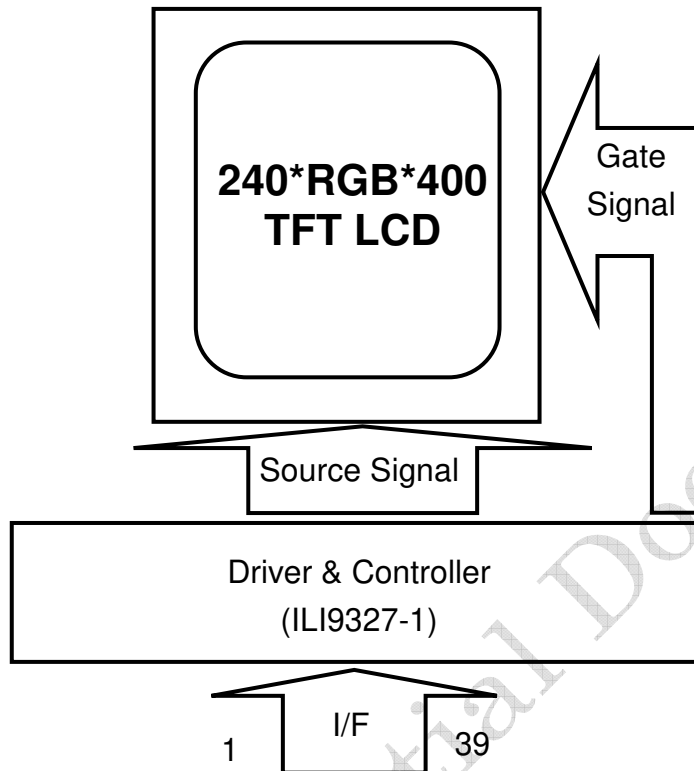 240*RGB*400
TFT LCD
Gate
Signal
Source Signal
Driver & Controller
(ILI9327-1)
I/F
1
39